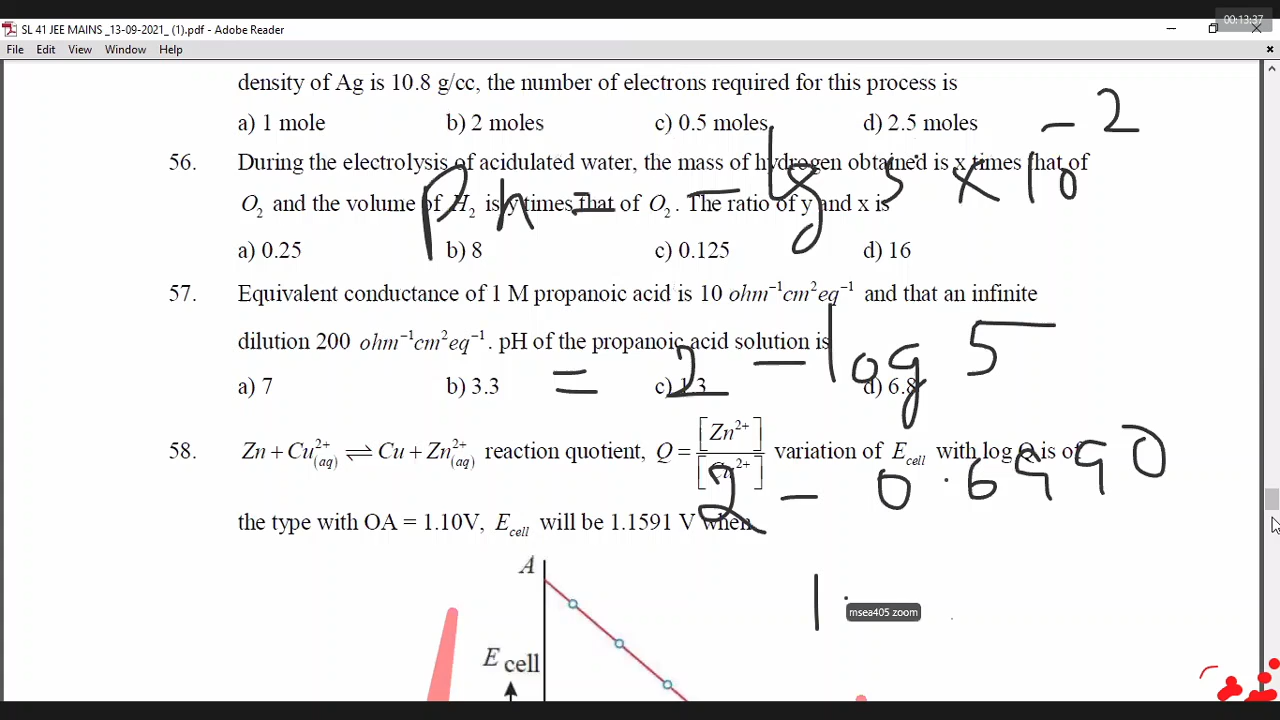 00:13:37
SL 41 JEE MAINS _13-09-2021_ (1).pdf - Adobe Reader
File Edit View Window Help
density of Ag is 10.8 g/cc, the number of electrons required for this process is
a) 1 mole b) 2 moles c) 0.5 moles d) 2.5 moles
56. During the electrolysis of acidulated water, the mass of hydrogen obtained is x times that of
O₂ and the volume of H₂ is y times that of O₂. The ratio of y and x is
PH = - log 5 x 10⁻²
a) 0.25 b) 8 c) 0.125 d) 16
57. Equivalent conductance of 1 M propanoic acid is 10 ohm⁻¹cm²eq⁻¹ and that an infinite
dilution 200 ohm⁻¹cm²eq⁻¹. pH of the propanoic acid solution is
= 2 - log 5
a) 7 b) 3.3 c) 1.3 d) 6.8
58. Zn + Cu²⁺(aq) ⇌ Cu + Zn²⁺(aq) reaction quotient, Q = [Zn²⁺]/[Cu²⁺] variation of Ecell with log Q is of
2 - 0.6990
the type with OA = 1.10V, Ecell will be 1.1591 V when
A
1.
msea405 zoom
E cell